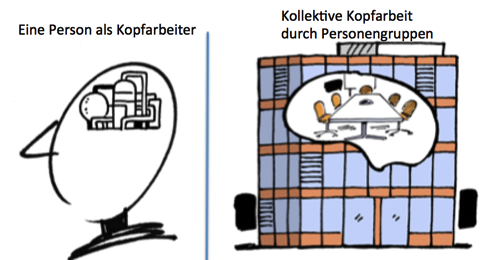 Eine Person als Kopfarbeiter
Kollektive Kopfarbeit
durch Personengruppen